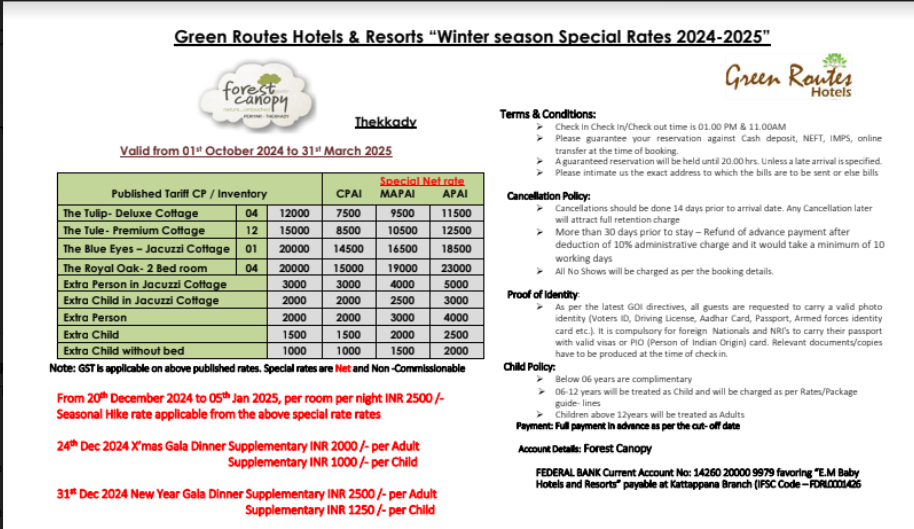 Green Routes Hotels & Resorts “Winter season Special Rates 2024-2025”
forest
canopy
Thekkady
Valid from 01st October 2024 to 31st March 2025
Published Tariff CP / Inventory CPAI Special Net rate MAPAI APAI
The Tulip- Deluxe Cottage 04 12000 7500 9500 11500
The Tule- Premium Cottage 12 15000 8500 10500 12500
The Blue Eyes – Jacuzzi Cottage 01 20000 14500 16500 18500
The Royal Oak- 2 Bed room 04 20000 15000 19000 23000
Extra Person in Jacuzzi Cottage 3000 3000 4000 5000
Extra Child in Jacuzzi Cottage 2000 2000 2500 3000
Extra Person 2000 2000 3000 4000
Extra Child 1500 1500 2000 2500
Extra Child without bed 1000 1000 1500 2000
Note: GST is applicable on above published rates. Special rates are Net and Non -Commissionable
From 20th December 2024 to 05th Jan 2025, per room per night INR 2500 /-
Seasonal Hike rate applicable from the above special rate rates
24th Dec 2024 X'mas Gala Dinner Supplementary INR 2000 /- per Adult
Supplementary INR 1000 /- per Child
31st Dec 2024 New Year Gala Dinner Supplementary INR 2500 /- per Adult
Supplementary INR 1250 /- per Child
Green Routes
Hotels
Terms & Conditions:
➢ Check In Check In/Check out time is 01.00 PM & 11.00AM
➢ Please guarantee your reservation against Cash deposit, NEFT, IMPS, online
transfer at the time of booking.
➢ A guaranteed reservation will be held until 20.00 hrs. Unless a late arrival is specified.
➢ Please intimate us the exact address to which the bills are to be sent or else bills
Cancellation Policy:
➢ Cancellations should be done 14 days prior to arrival date. Any Cancellation later
will attract full retention charge
➢ More than 30 days prior to stay – Refund of advance payment after
deduction of 10% administrative charge and it would take a minimum of 10
working days
➢ All No Shows will be charged as per the booking details.
Proof of Identity:
➢ As per the latest GOI directives, all guests are requested to carry a valid photo
identity (Voters ID, Driving License, Aadhar Card, Passport, Armed forces identity
card etc.). It is compulsory for foreign Nationals and NRI's to carry their passport
with valid visas or PIO (Person of Indian Origin) card. Relevant documents/copies
have to be produced at the time of check in.
Child Policy:
➢ Below 06 years are complimentary
➢ 06-12 years will be treated as Child and will be charged as per Rates/Package
guide- lines
➢ Children above 12years will be treated as Adults
Payment: Full payment in advance as per the cut- off date
Account Details: Forest Canopy
FEDERAL BANK Current Account No: 14260 20000 9979 favoring “E.M Baby
Hotels and Resorts” payable at Kattappana Branch (IFSC Code – FDRL0001426